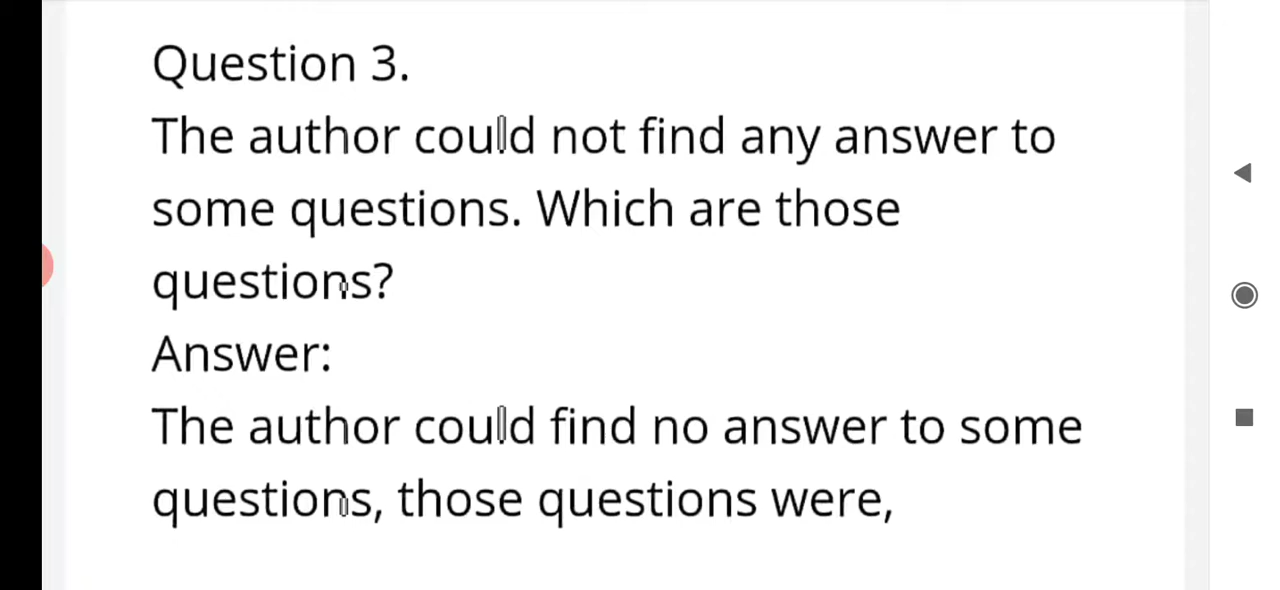 Question 3.
The author could not find any answer to
some questions. Which are those
questions?
Answer:
The author could find no answer to some
questions, those questions were,